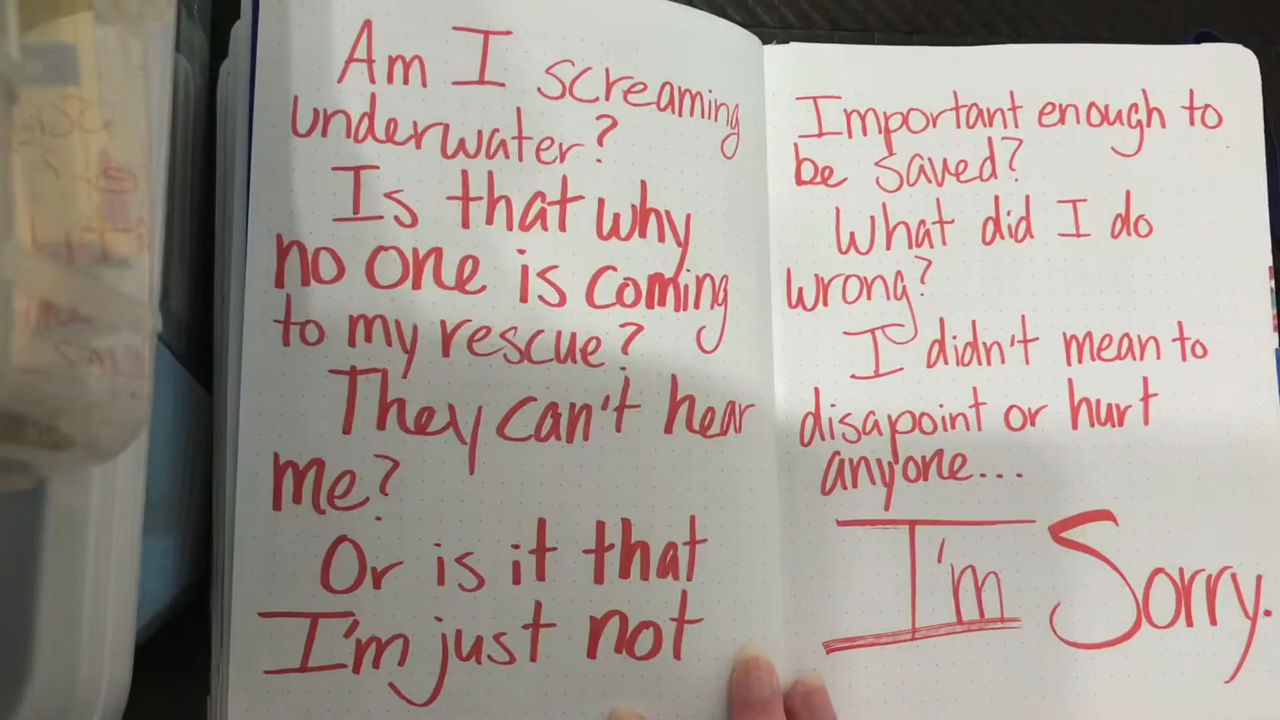 Am I screaming
underwater?
Is that why
no one is coming
to my rescue?
They can't hear
me?
Or is it that
I'm just not
Important enough to
be saved?
What did I do
wrong?
I didn't mean to
disapoint or hurt
anyone...
I'm Sorry.